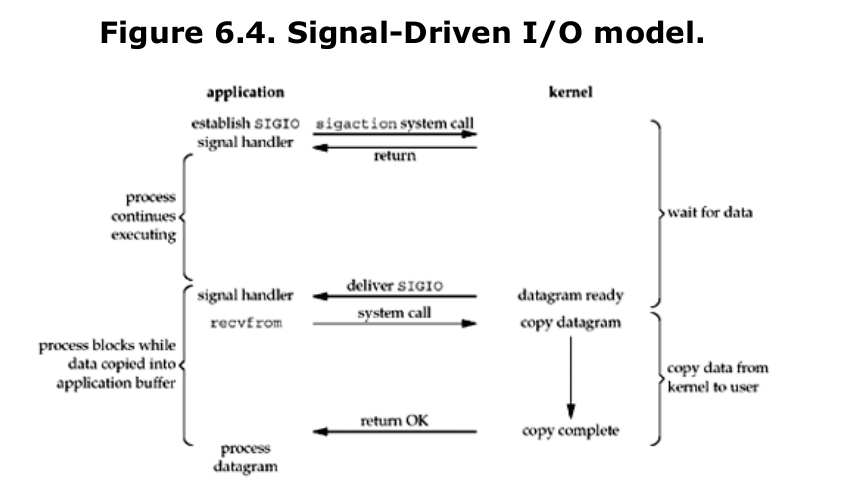 Figure 6.4. Signal-Driven I/O model.
application
kernel
establish SIGIO
signal handler
sigaction system call
return
process
continues
executing
wait for data
signal handler
deliver SIGIO
datagram ready
recvfrom
system call
copy datagram
process blocks while
data copied into
application buffer
copy data from
kernel to user
return OK
copy complete
process
datagram